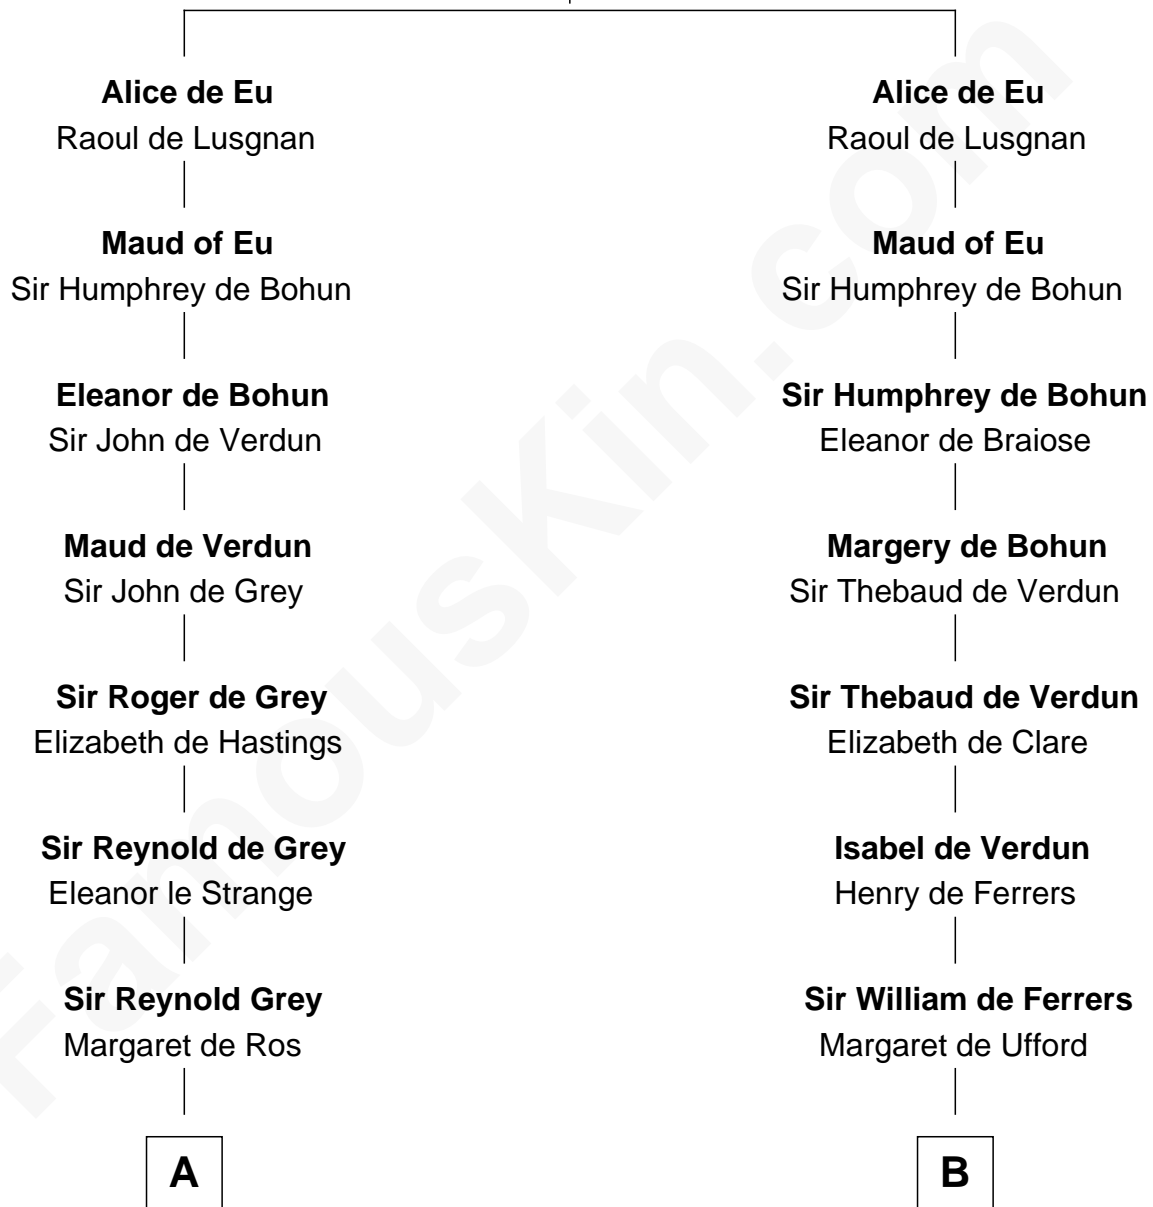 Alice de Eu
Raoul de Lusgnan
Maud of Eu
Sir Humphrey de Bohun
Eleanor de Bohun
Sir John de Verdun
Maud de Verdun
Sir John de Grey
Sir Roger de Grey
Elizabeth de Hastings
Sir Reynold de Grey
Eleanor le Strange
Sir Reynold Grey
Margaret de Ros
A
Alice de Eu
Raoul de Lusgnan
Maud of Eu
Sir Humphrey de Bohun
Sir Humphrey de Bohun
Eleanor de Braiose
Margery de Bohun
Sir Thebaud de Verdun
Sir Thebaud de Verdun
Elizabeth de Clare
Isabel de Verdun
Henry de Ferrers
Sir William de Ferrers
Margaret de Ufford
B
FamousKin.com